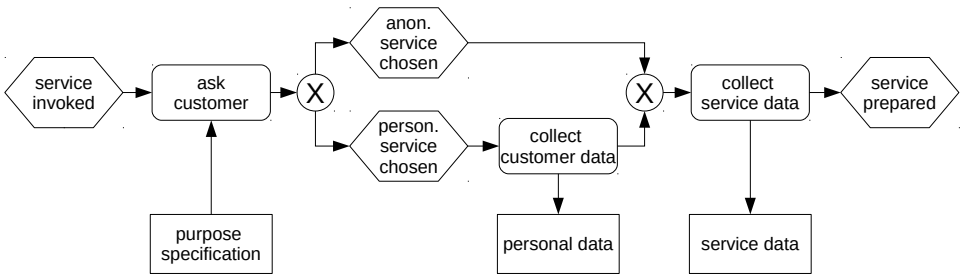 service
invoked
ask
customer
X
anon.
service
chosen
person.
service
chosen
collect
customer data
X
collect
service data
service
prepared
purpose
specification
personal data
service data